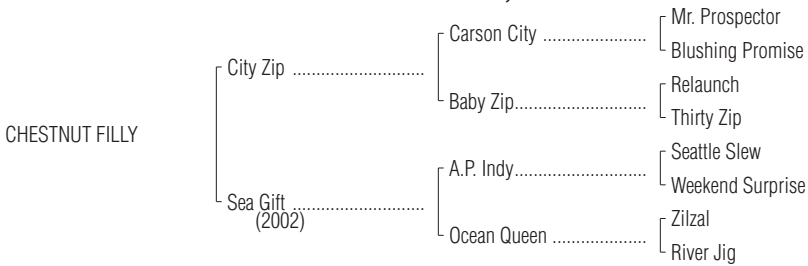 Mr. Prospector
Carson City ......................
Blushing Promise
City Zip ............................
Relaunch
Baby Zip............................
Thirty Zip
CHESTNUT FILLY
Seattle Slew
A.P. Indy............................
Weekend Surprise
Sea Gift ............................
(2002)
Zilzal
Ocean Queen ....................
River Jig